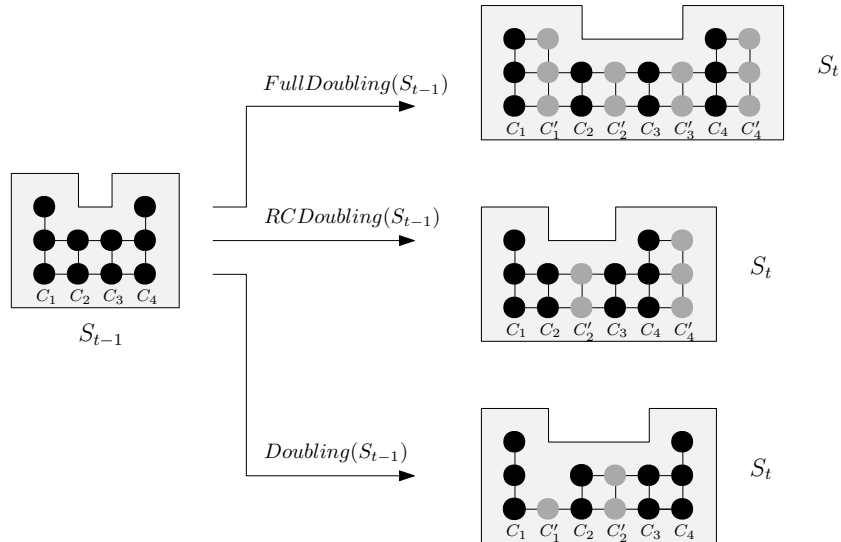 FullDoubling(S_{t-1})
S_t
C_1 C'_1 C_2 C'_2 C_3 C'_3 C_4 C'_4
RCDoubling(S_{t-1})
C_1 C_2 C_3 C_4
S_{t-1}
S_t
C_1 C_2 C'_2 C_3 C_4 C'_4
Doubling(S_{t-1})
S_t
C_1 C'_1 C_2 C'_2 C_3 C_4